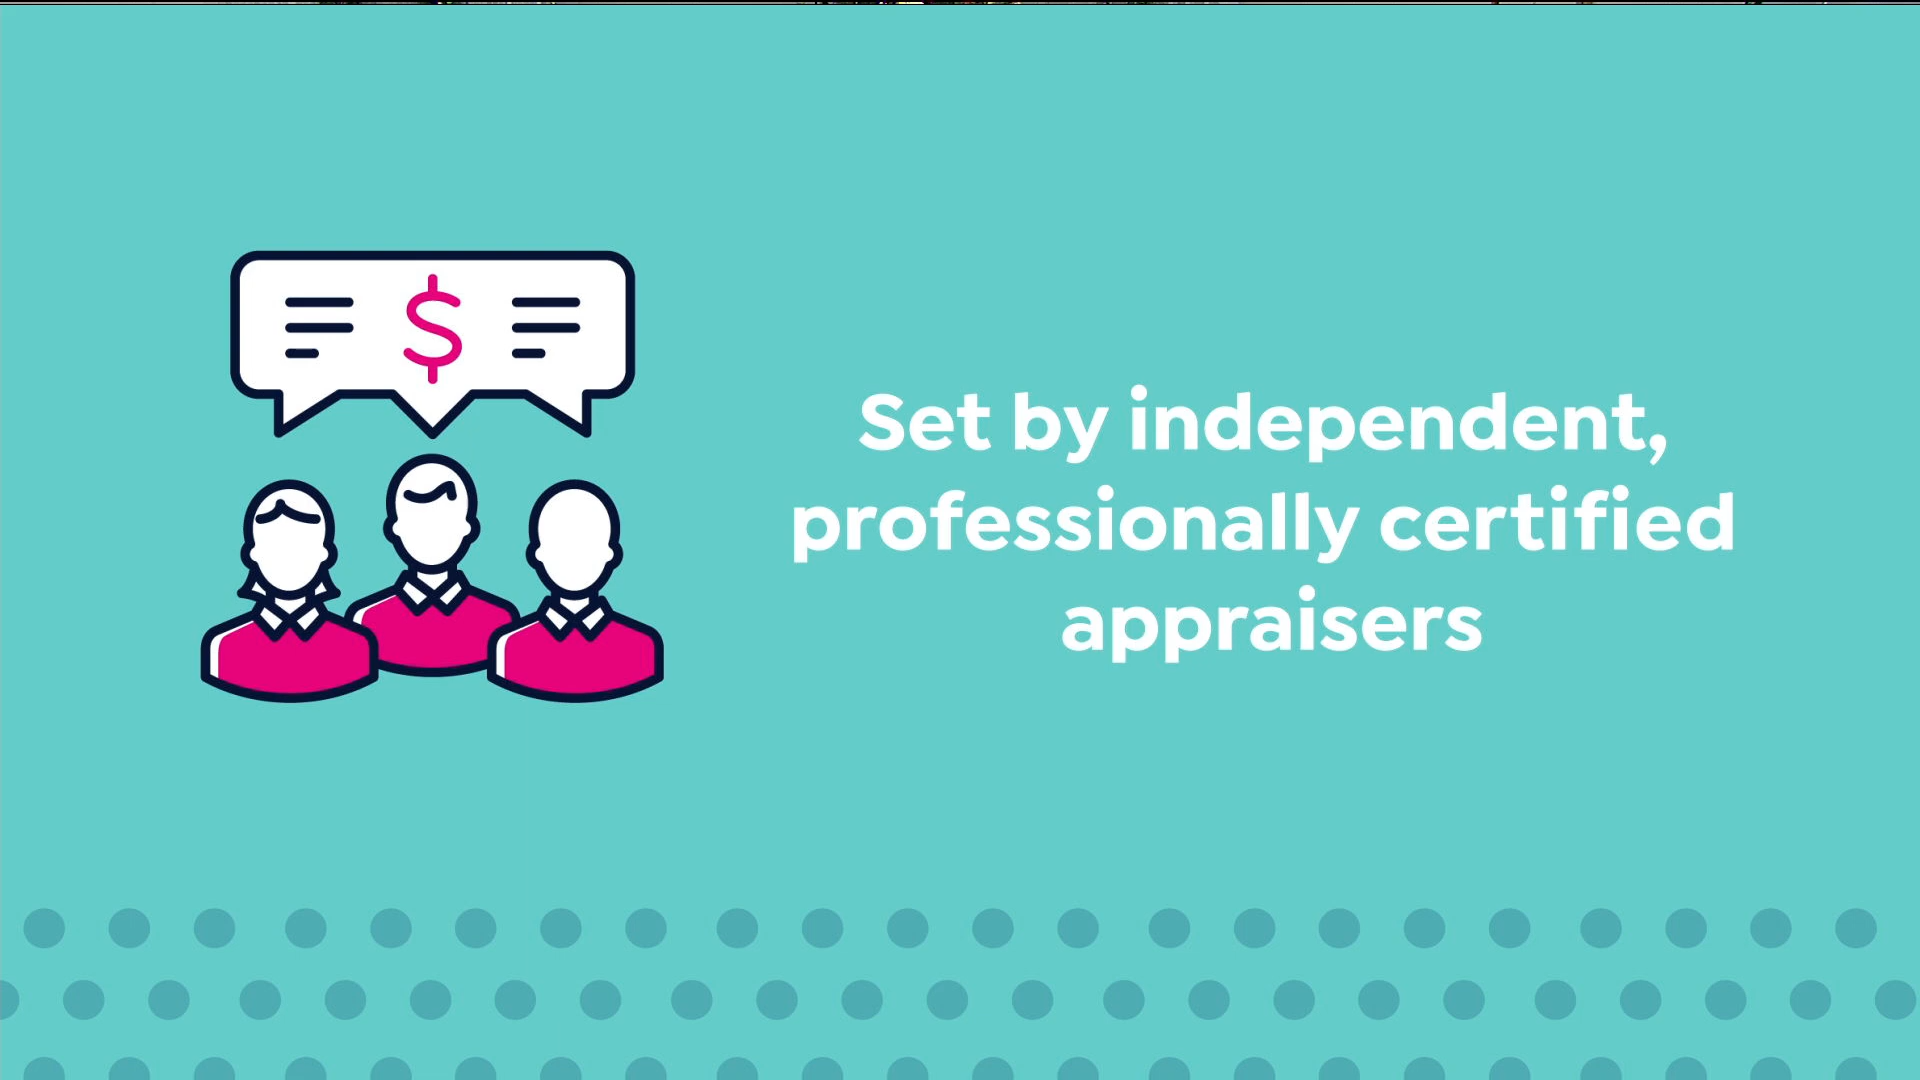 $
Set by independent,
professionally certified
appraisers